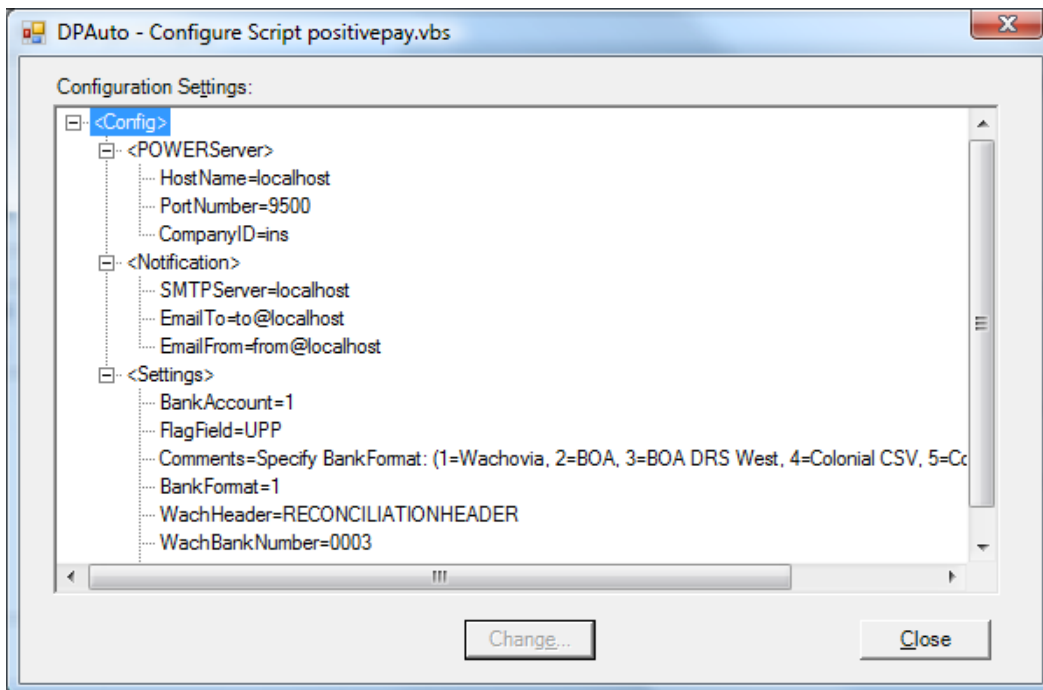 DPAuto - Configure Script positivepay.vbs
Configuration Settings:
<Config>
<POWERServer>
HostName=localhost
PortNumber=9500
CompanyID=ins
<Notification>
SMTPServer=localhost
EmailTo=to@localhost
EmailFrom=from@localhost
<Settings>
BankAccount=1
FlagField=UPP
Comments=Specify BankFormat: (1=Wachovia, 2=BOA, 3=BOA DRS West, 4=Colonial CSV, 5=Co
BankFormat=1
WachHeader=RECONCILIATIONHEADER
WachBankNumber=0003
Change...
Close